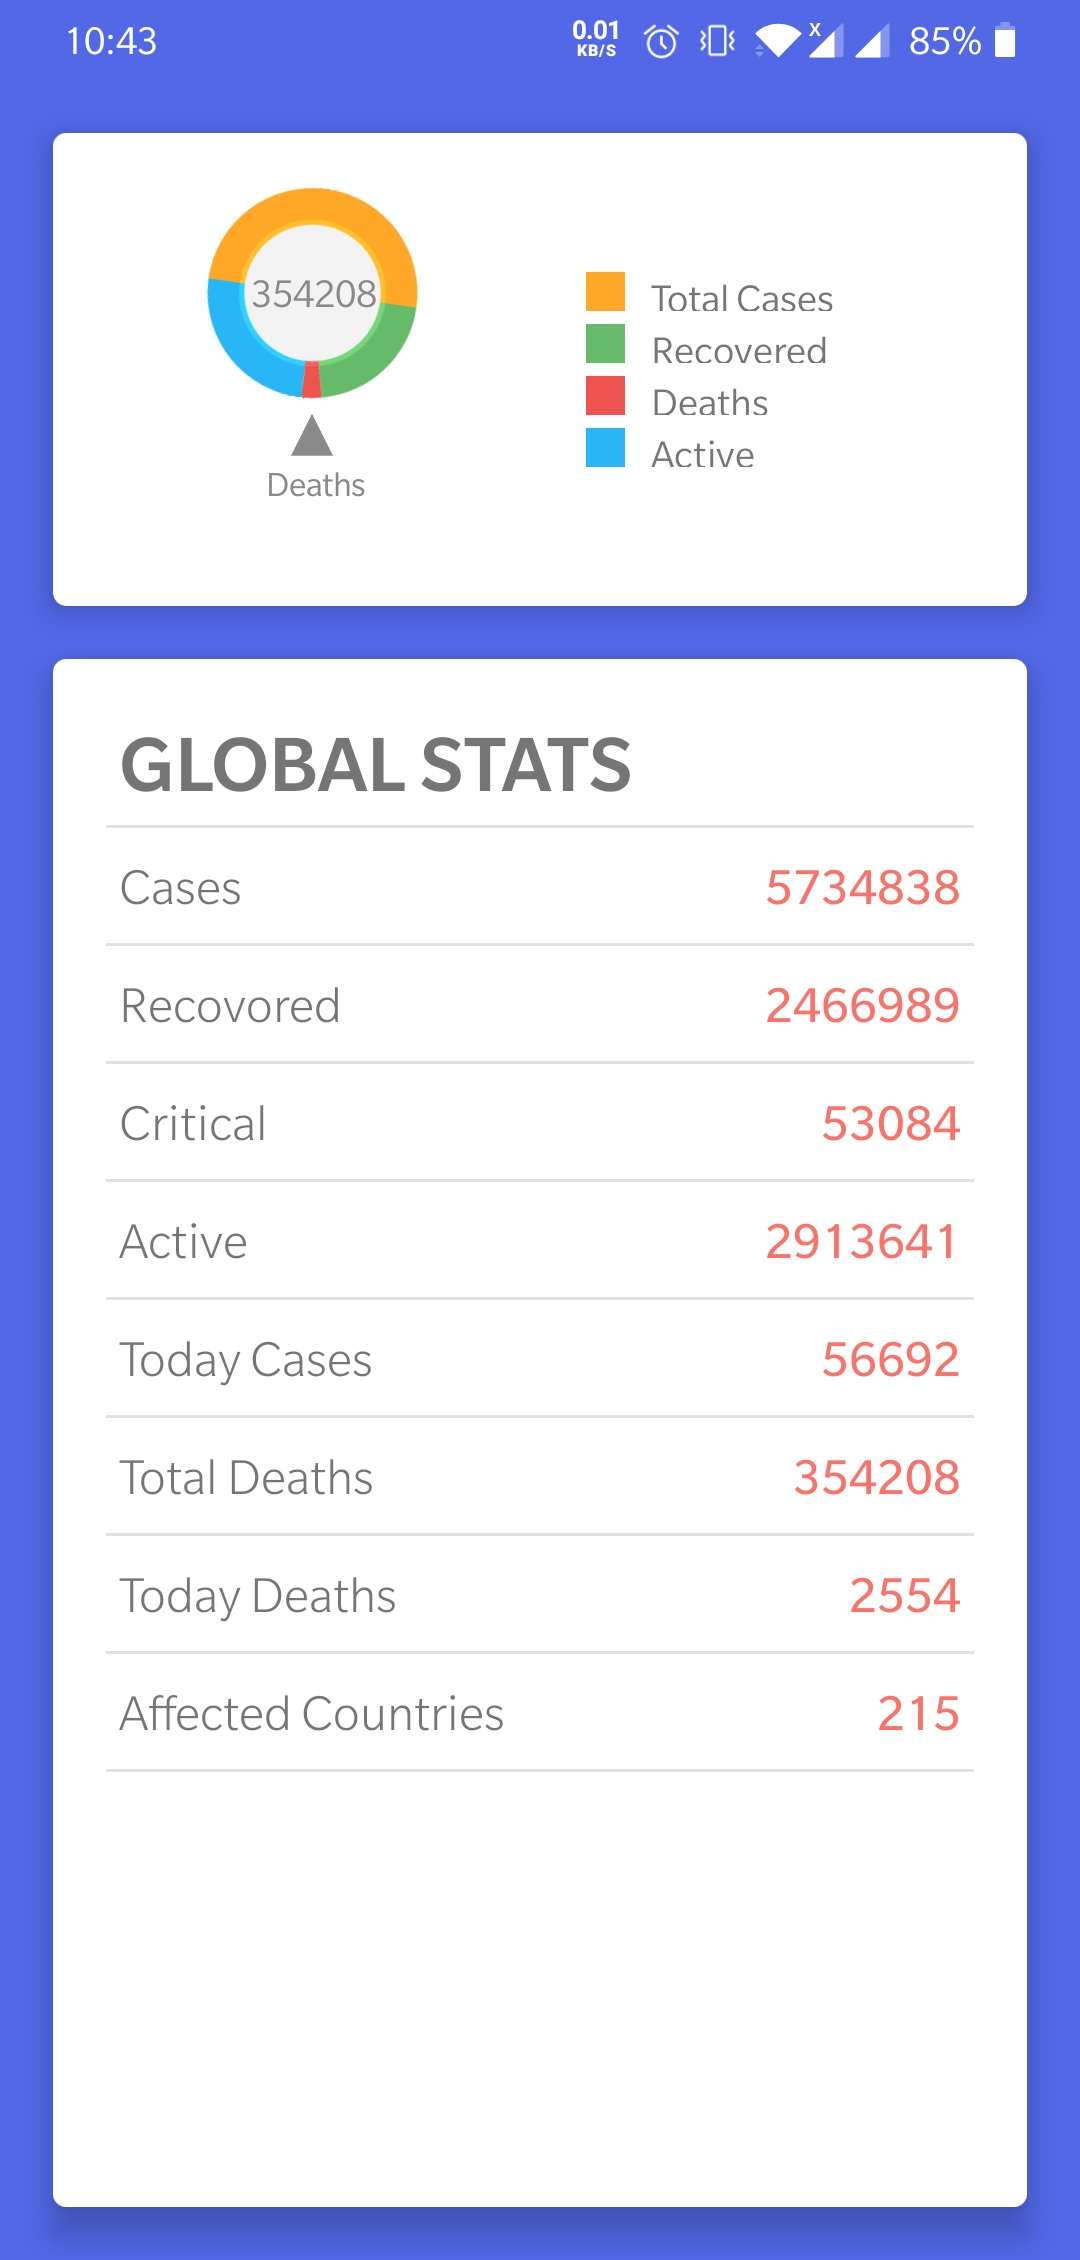 10:43 0.01 KB/S X 85%
354208
Total Cases
Recovered
Deaths
Active
Deaths
GLOBAL STATS
Cases 5734838
Recovored 2466989
Critical 53084
Active 2913641
Today Cases 56692
Total Deaths 354208
Today Deaths 2554
Affected Countries 215